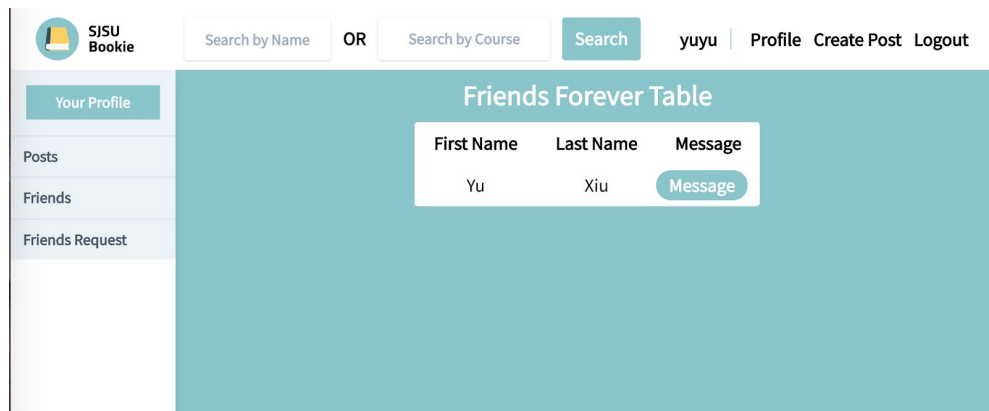 SJSU
Bookie
Search by Name OR Search by Course Search yuyu Profile Create Post Logout
Your Profile
Posts
Friends
Friends Request
Friends Forever Table
First Name Last Name Message
Yu Xiu Message